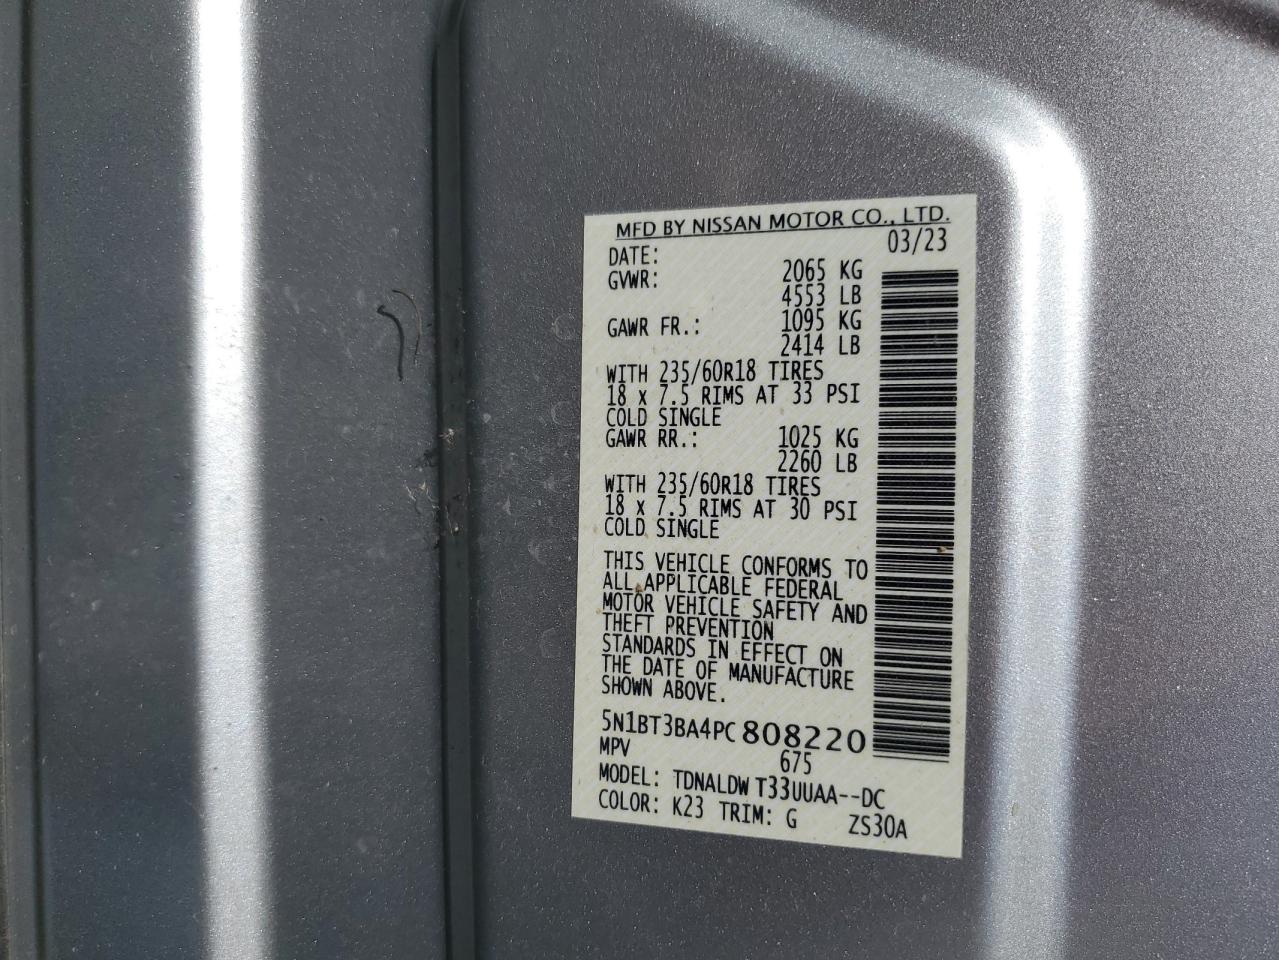 MFD BY NISSAN MOTOR CO., LTD.
DATE: 03/23
GVWR: 2065 KG
4553 LB
GAWR FR.: 1095 KG
2414 LB
WITH 235/60R18 TIRES
18 x 7.5 RIMS AT 33 PSI
COLD SINGLE
GAWR RR.: 1025 KG
2260 LB
WITH 235/60R18 TIRES
18 x 7.5 RIMS AT 30 PSI
COLD SINGLE
THIS VEHICLE CONFORMS TO
ALL APPLICABLE FEDERAL
MOTOR VEHICLE SAFETY AND
THEFT PREVENTION
STANDARDS IN EFFECT ON
THE DATE OF MANUFACTURE
SHOWN ABOVE.
5N1BT3BA4PC808220
MPV 675
MODEL: TDNALDW T33UUAA--DC
COLOR: K23 TRIM: G ZS30A